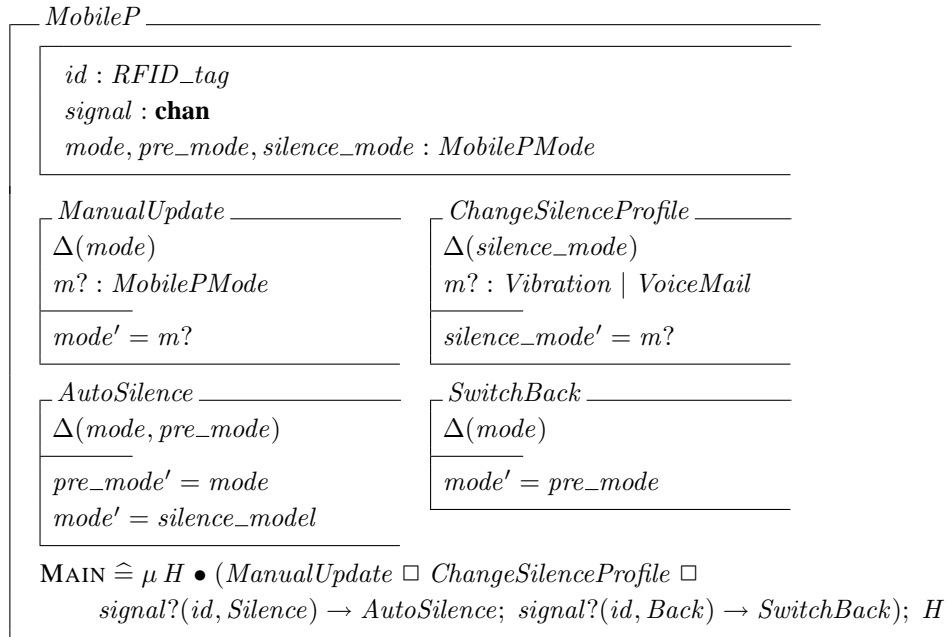 MobileP
id : RFID_tag
signal : chan
mode, pre_mode, silence_mode : MobilePMode
ManualUpdate
Δ(mode)
m? : MobilePMode
mode′ = m?
ChangeSilenceProfile
Δ(silence_mode)
m? : Vibration | VoiceMail
silence_mode′ = m?
AutoSilence
Δ(mode, pre_mode)
pre_mode′ = mode
mode′ = silence_model
SwitchBack
Δ(mode)
mode′ = pre_mode
MAIN ≙ μ H • (ManualUpdate □ ChangeSilenceProfile □
signal?(id, Silence) → AutoSilence; signal?(id, Back) → SwitchBack); H